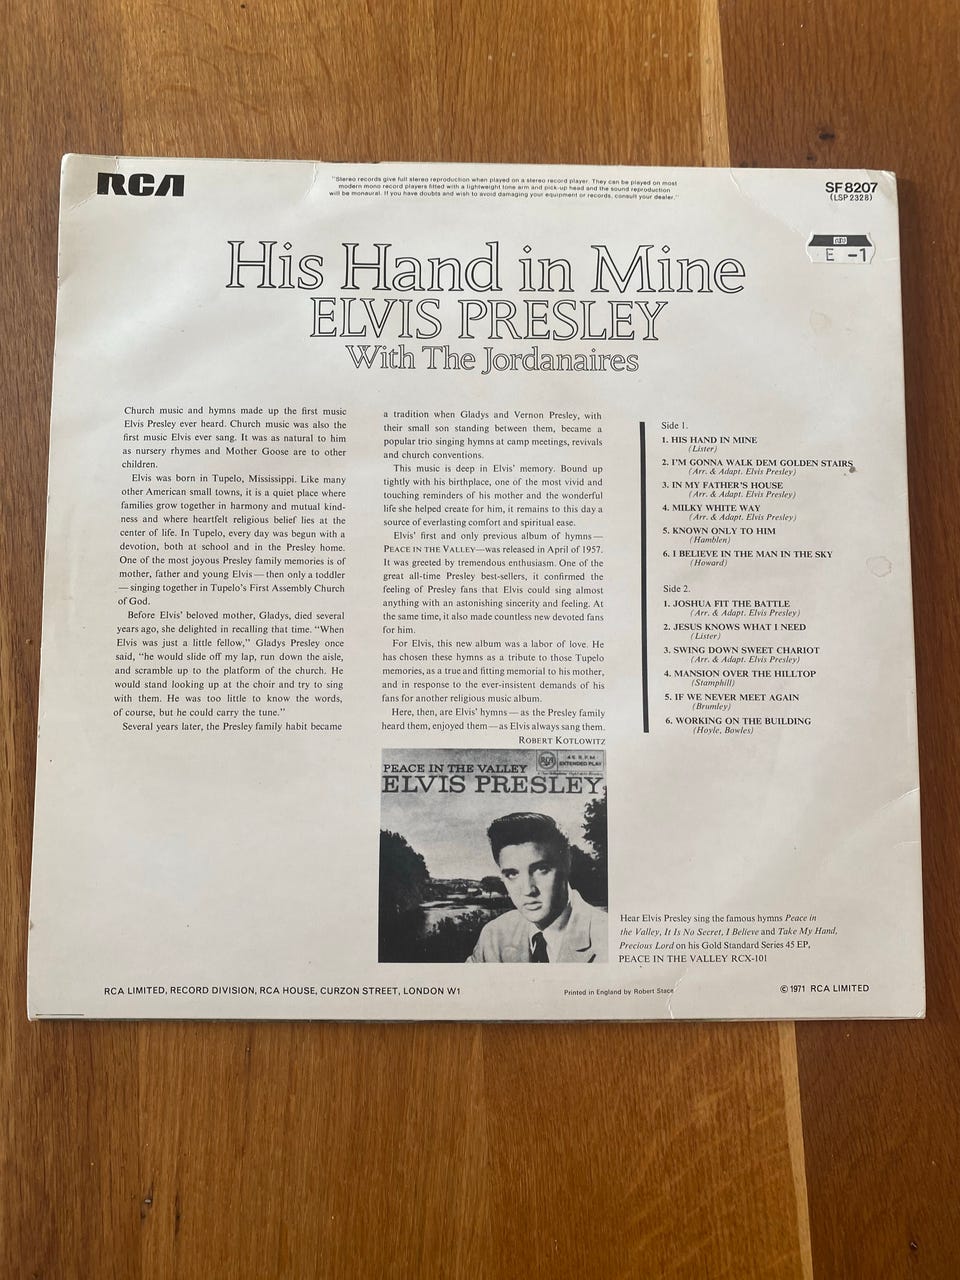 RCA
"Stereo records give full stereo reproduction when played on a stereo record player. They can be played on most
modern mono record players fitted with a lightweight tone arm and pick-up head and the sound reproduction
will be monaural. If you have doubts and wish to avoid damaging your equipment or records, consult your dealer."
SF 8207
(LSP 2328)
E -1
His Hand in Mine
ELVIS PRESLEY
With The Jordanaires
Church music and hymns made up the first music
Elvis Presley ever heard. Church music was also the
first music Elvis ever sang. It was as natural to him
as nursery rhymes and Mother Goose are to other
children.
Elvis was born in Tupelo, Mississippi. Like many
other American small towns, it is a quiet place where
families grow together in harmony and mutual kind-
ness and where heartfelt religious belief lies at the
center of life. In Tupelo, every day was begun with a
devotion, both at school and in the Presley home.
One of the most joyous Presley family memories is of
mother, father and young Elvis—then only a toddler
—singing together in Tupelo's First Assembly Church
of God.
Before Elvis' beloved mother, Gladys, died several
years ago, she delighted in recalling that time. "When
Elvis was just a little fellow," Gladys Presley once
said, "he would slide off my lap, run down the aisle,
and scramble up to the platform of the church. He
would stand looking up at the choir and try to sing
with them. He was too little to know the words,
of course, but he could carry the tune."
Several years later, the Presley family habit became
a tradition when Gladys and Vernon Presley, with
their small son standing between them, became a
popular trio singing hymns at camp meetings, revivals
and church conventions.
This music is deep in Elvis' memory. Bound up
tightly with his birthplace, one of the most vivid and
touching reminders of his mother and the wonderful
life she helped create for him, it remains to this day a
source of everlasting comfort and spiritual ease.
Elvis' first and only previous album of hymns—
PEACE IN THE VALLEY—was released in April of 1957.
It was greeted by tremendous enthusiasm. One of the
great all-time Presley best-sellers, it confirmed the
feeling of Presley fans that Elvis could sing almost
anything with an astonishing sincerity and feeling. At
the same time, it also made countless new devoted fans
for him.
For Elvis, this new album was a labor of love. He
has chosen these hymns as a tribute to those Tupelo
memories, as a true and fitting memorial to his mother,
and in response to the ever-insistent demands of his
fans for another religious music album.
Here, then, are Elvis' hymns—as the Presley family
heard them, enjoyed them—as Elvis always sang them.
ROBERT KOTLOWITZ
Side 1.
1. HIS HAND IN MINE
(Lister)
2. I'M GONNA WALK DEM GOLDEN STAIRS
(Arr. & Adapt. Elvis Presley)
3. IN MY FATHER'S HOUSE
(Arr. & Adapt. Elvis Presley)
4. MILKY WHITE WAY
(Arr. & Adapt. Elvis Presley)
5. KNOWN ONLY TO HIM
(Hamblen)
6. I BELIEVE IN THE MAN IN THE SKY
(Howard)
Side 2.
1. JOSHUA FIT THE BATTLE
(Arr. & Adapt. Elvis Presley)
2. JESUS KNOWS WHAT I NEED
(Lister)
3. SWING DOWN SWEET CHARIOT
(Arr. & Adapt. Elvis Presley)
4. MANSION OVER THE HILLTOP
(Stamphill)
5. IF WE NEVER MEET AGAIN
(Brumley)
6. WORKING ON THE BUILDING
(Hoyle, Bowles)
RCA
45 R.P.M
EXTENDED PLAY
PEACE IN THE VALLEY
ELVIS PRESLEY
Hear Elvis Presley sing the famous hymns Peace in
the Valley, It Is No Secret, I Believe and Take My Hand,
Precious Lord on his Gold Standard Series 45 EP,
PEACE IN THE VALLEY RCX-101
RCA LIMITED, RECORD DIVISION, RCA HOUSE, CURZON STREET, LONDON W1
Printed in England by Robert Stace
© 1971 RCA LIMITED